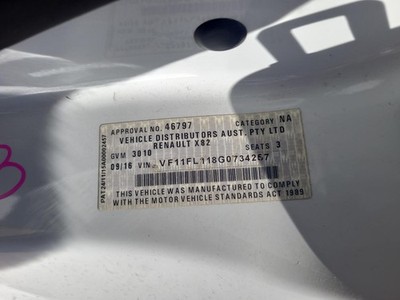 APPROVAL NO. 46797 CATEGORY NA
VEHICLE DISTRIBUTORS AUST. PTY LTD
RENAULT X82
GVM 3010 SEATS 3
09/16 VIN VF11FL118G0734257
THIS VEHICLE WAS MANUFACTURED TO COMPLY
WITH THE MOTOR VEHICLE STANDARDS ACT 1989